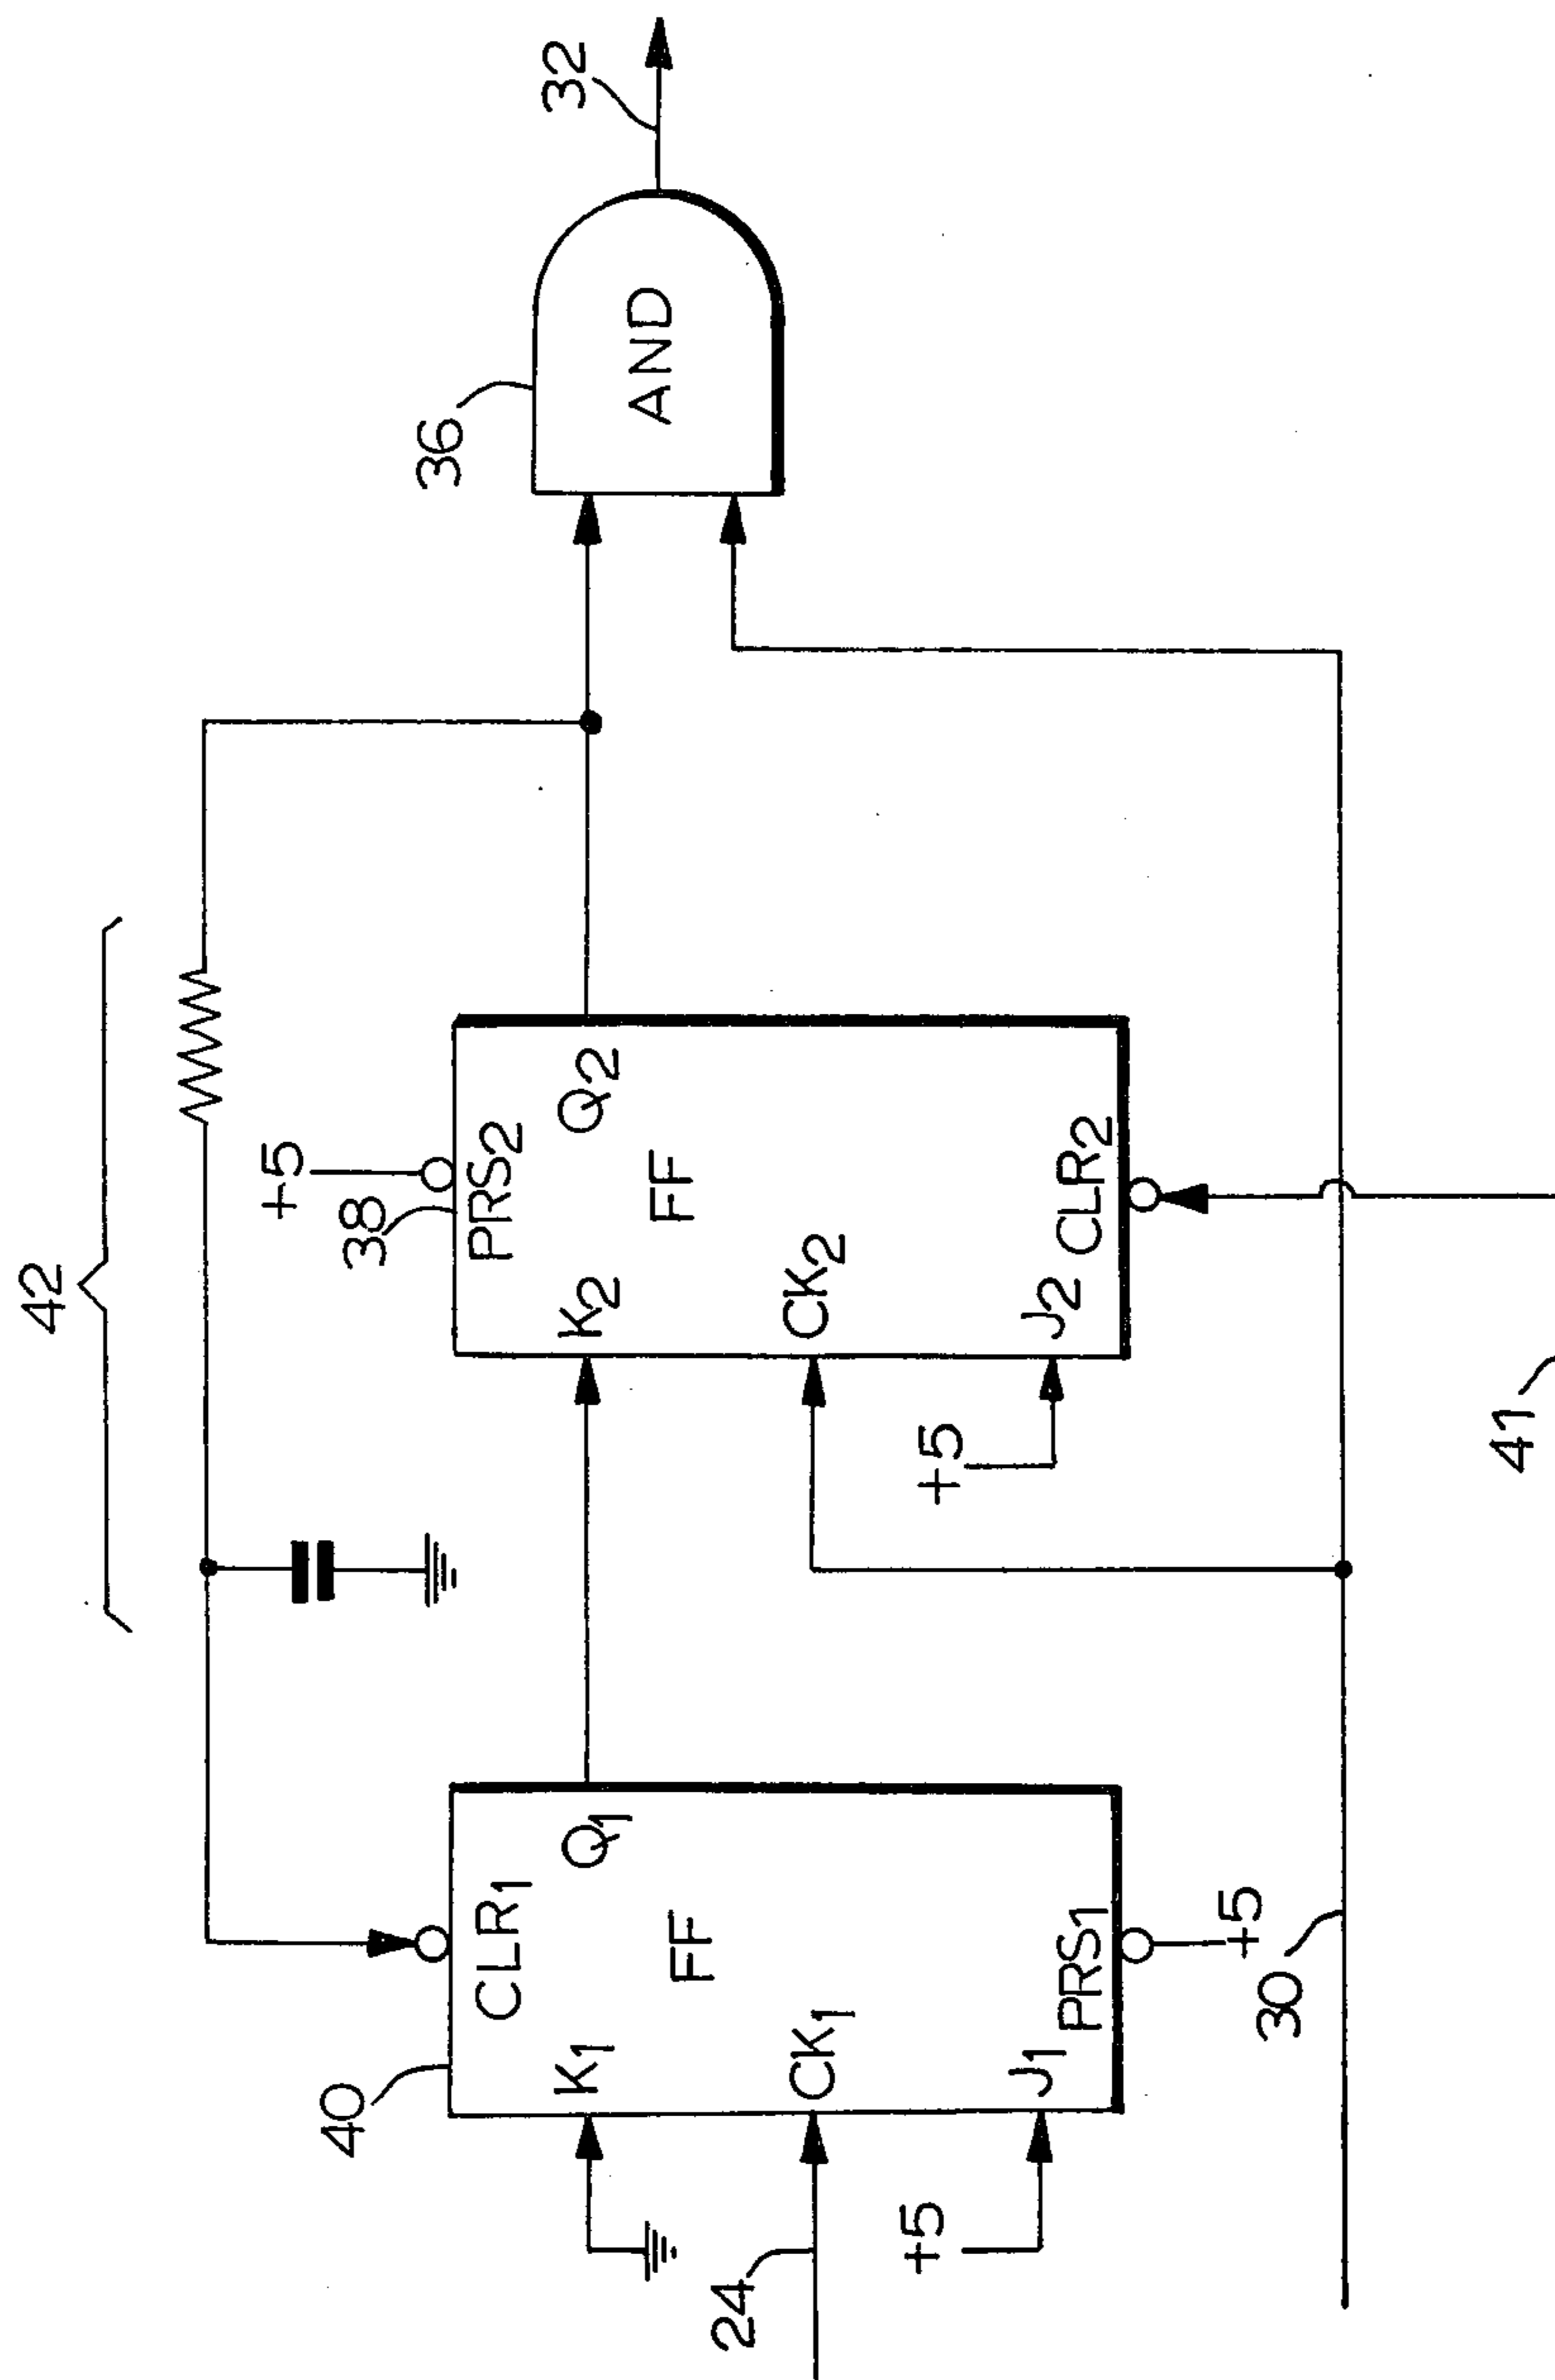 42
+5
38
PRS2
K2
Q2
FF
CK2
J2
CLR2
+5
36
AND
32
40
CLR1
K1
Q1
FF
CK1
J1
PRS1
+5
24
+5
30
41